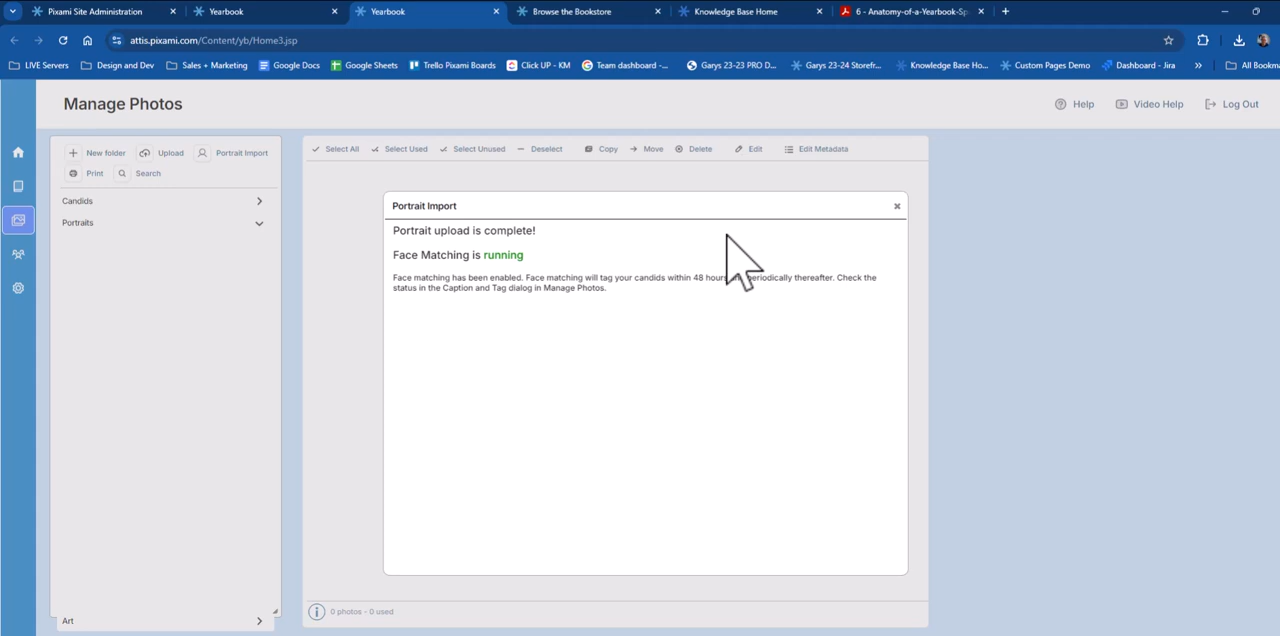 Pixami Site Administration
Yearbook
Yearbook
Browse the Bookstore
Knowledge Base Home
6 - Anatomy-of-a-Yearbook-Sp
attis.pixami.com/Content/yb/Home3.jsp
LIVE Servers
Design and Dev
Sales + Marketing
Google Docs
Google Sheets
Trello Pixami Boards
Click UP - KM
Team dashboard -...
Garys 23-23 PRO D...
Garys 23-24 Storefr...
Knowledge Base Ho...
Custom Pages Demo
Dashboard - Jira
»
All Bookma
Manage Photos
Help
Video Help
Log Out
New folder
Upload
Portrait Import
Print
Search
Candids
Portraits
Art
Select All
Select Used
Select Unused
Deselect
Copy
Move
Delete
Edit
Edit Metadata
Portrait Import
Portrait upload is complete!
Face Matching is running
Face matching has been enabled. Face matching will tag your candids within 48 hours periodically thereafter. Check the
status in the Caption and Tag dialog in Manage Photos.
0 photos - 0 used